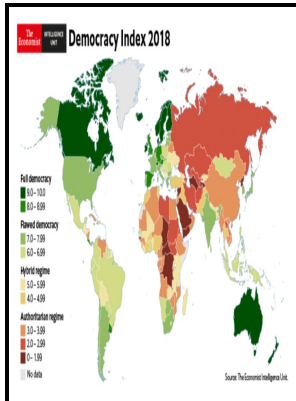 The
Economist
INTELLIGENCE
UNIT
Democracy Index 2018
Full democracy
9.0 – 10.0
8.0 – 8.99
Flawed democracy
7.0 – 7.99
6.0 – 6.99
Hybrid regime
5.0 – 5.99
4.0 – 4.99
Authoritarian regime
3.0 – 3.99
2.0 – 2.99
0 – 1.99
No data
Source: The Economist Intelligence Unit.